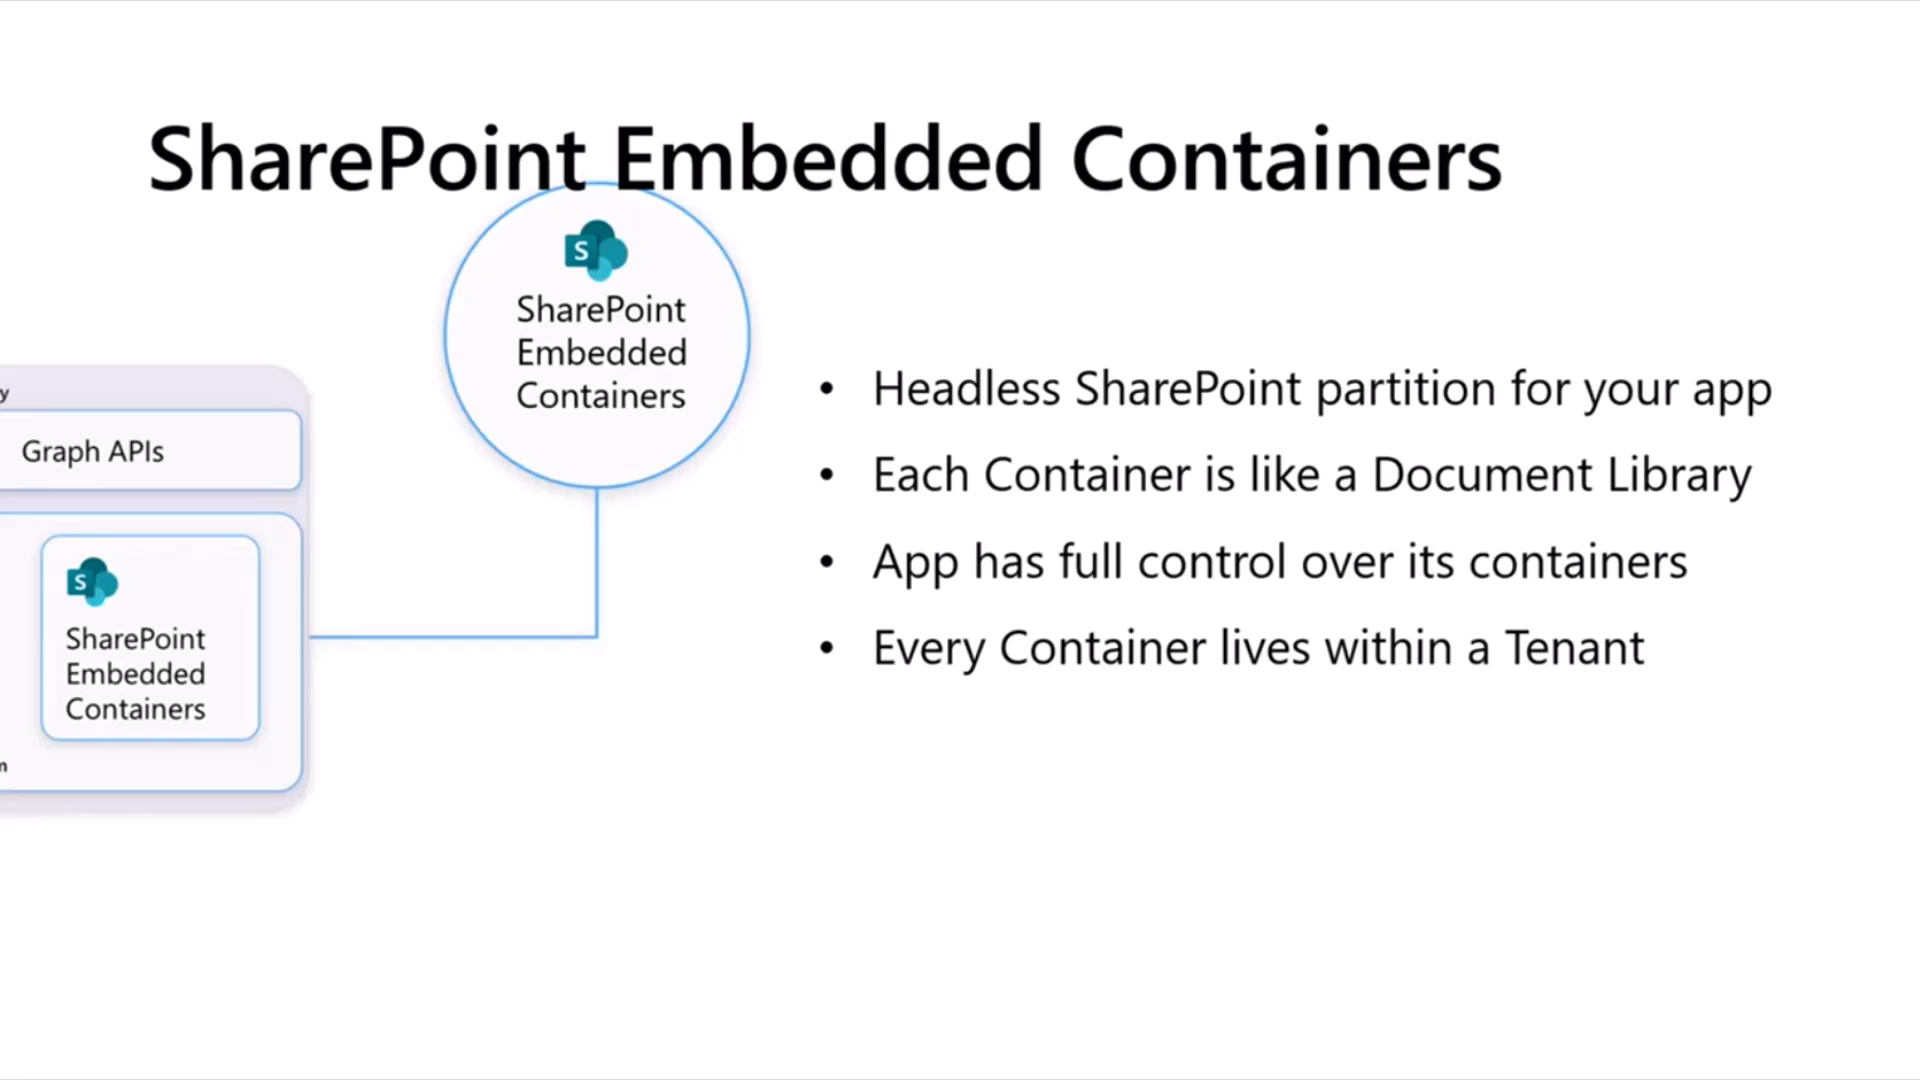 SharePoint Embedded Containers
S
SharePoint
Embedded
Containers
y
Graph APIs
S
SharePoint
Embedded
Containers
• Headless SharePoint partition for your app
• Each Container is like a Document Library
• App has full control over its containers
• Every Container lives within a Tenant